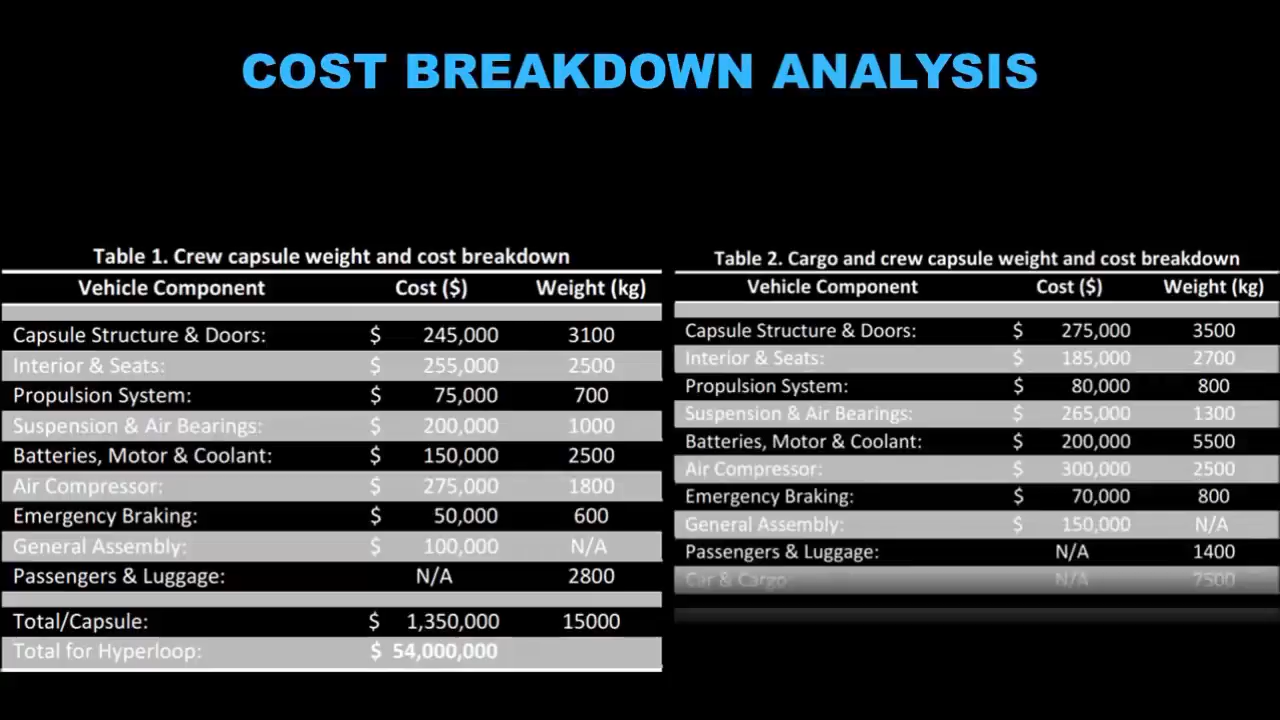 COST BREAKDOWN ANALYSIS
Table 1. Crew capsule weight and cost breakdown
Vehicle Component Cost ($) Weight (kg)
Capsule Structure & Doors: $ 245,000 3100
Interior & Seats: $ 255,000 2500
Propulsion System: $ 75,000 700
Suspension & Air Bearings: $ 200,000 1000
Batteries, Motor & Coolant: $ 150,000 2500
Air Compressor: $ 275,000 1800
Emergency Braking: $ 50,000 600
General Assembly: $ 100,000 N/A
Passengers & Luggage: N/A 2800
Total/Capsule: $ 1,350,000 15000
Total for Hyperloop: $ 54,000,000
Table 2. Cargo and crew capsule weight and cost breakdown
Vehicle Component Cost ($) Weight (kg)
Capsule Structure & Doors: $ 275,000 3500
Interior & Seats: $ 185,000 2700
Propulsion System: $ 80,000 800
Suspension & Air Bearings: $ 265,000 1300
Batteries, Motor & Coolant: $ 200,000 5500
Air Compressor: $ 300,000 2500
Emergency Braking: $ 70,000 800
General Assembly: $ 150,000 N/A
Passengers & Luggage: N/A 1400
Car & Cargo: N/A 7500